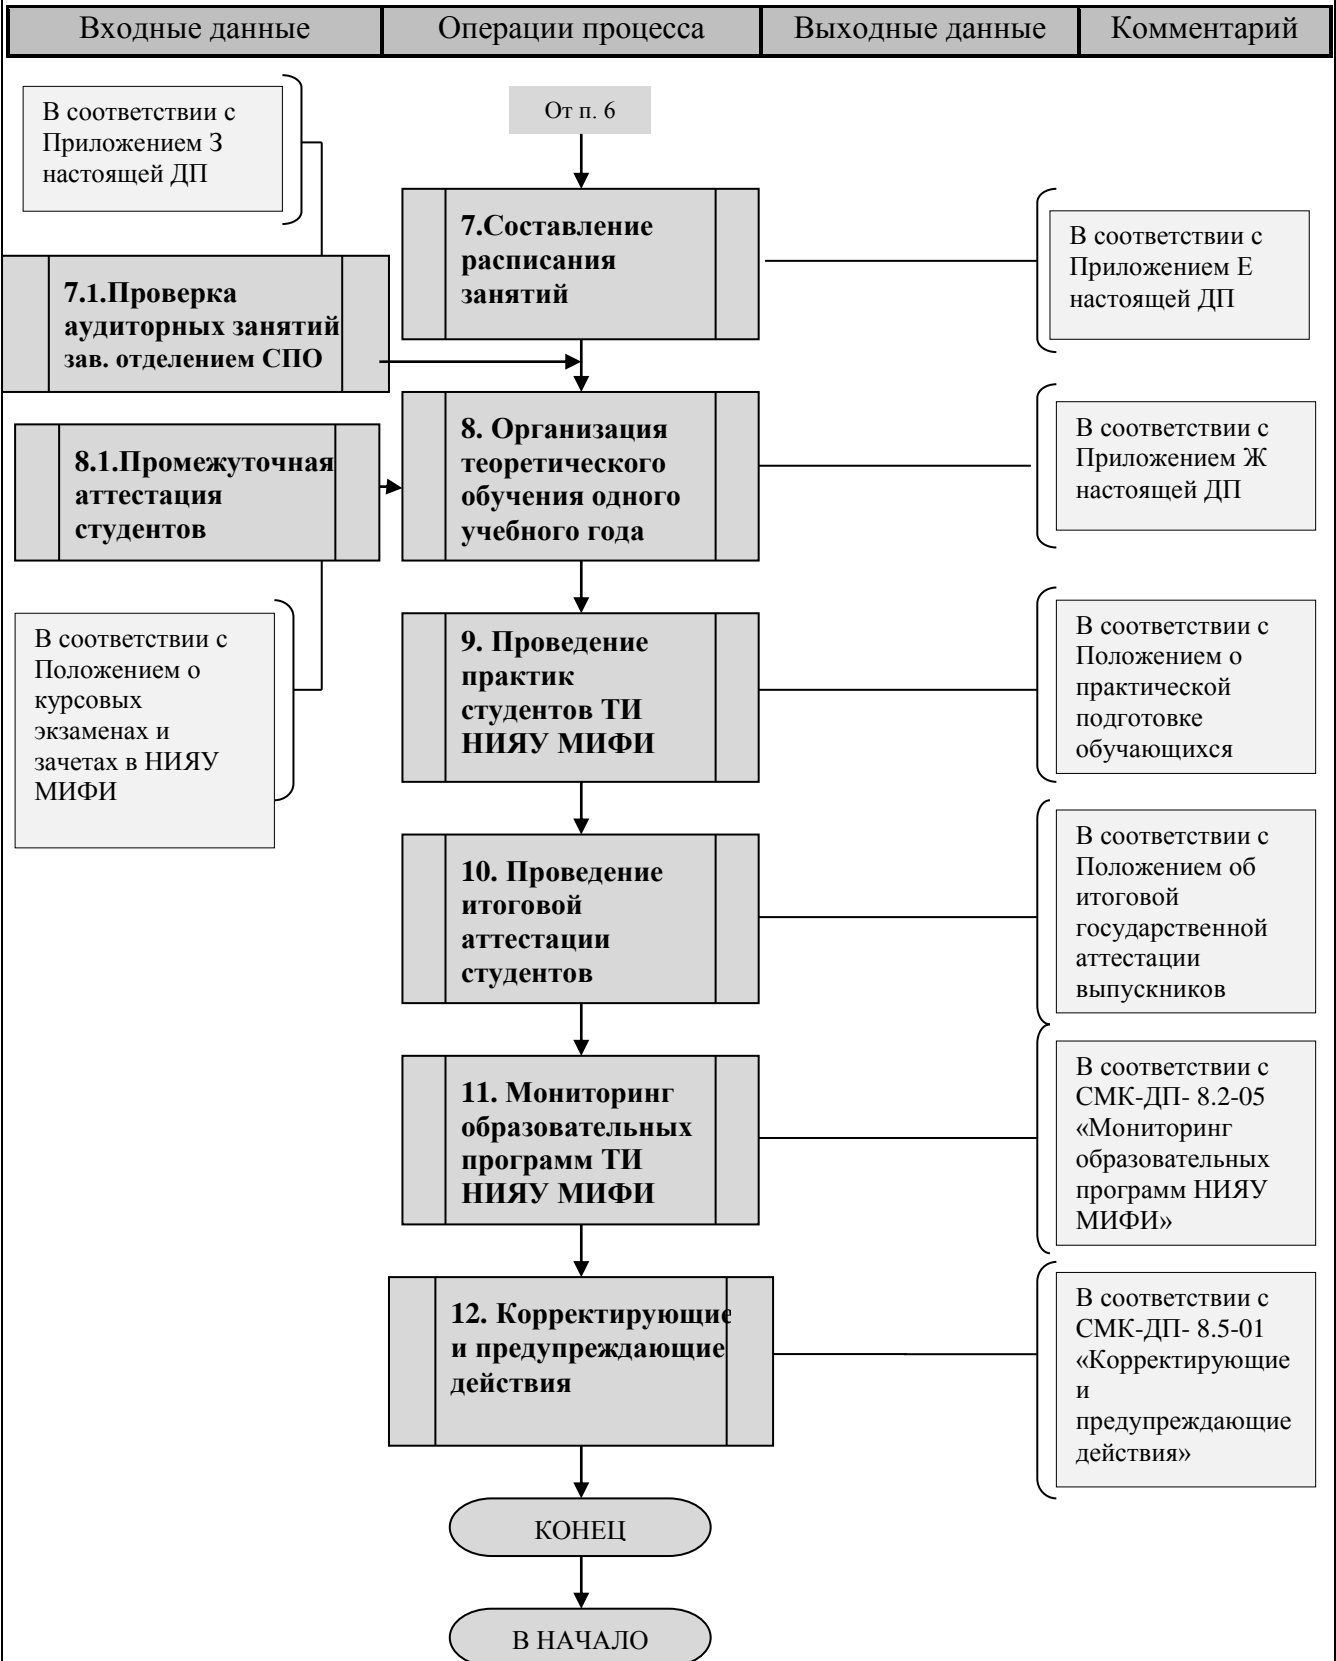 Входные данные
Операции процесса
Выходные данные
Комментарий
В соответствии с
Приложением З
настоящей ДП
От п. 6
7.Составление
расписания
занятий
В соответствии с
Приложением Е
настоящей ДП
7.1.Проверка
аудиторных занятий
зав. отделением СПО
8. Организация
теоретического
обучения одного
учебного года
В соответствии с
Приложением Ж
настоящей ДП
8.1.Промежуточная
аттестация
студентов
В соответствии с
Положением о
курсовых
экзаменах и
зачетах в НИЯУ
МИФИ
9. Проведение
практик
студентов ТИ
НИЯУ МИФИ
В соответствии с
Положением о
практической
подготовке
обучающихся
10. Проведение
итоговой
аттестации
студентов
В соответствии с
Положением об
итоговой
государственной
аттестации
выпускников
11. Мониторинг
образовательных
программ ТИ
НИЯУ МИФИ
В соответствии с
СМК-ДП- 8.2-05
«Мониторинг
образовательных
программ НИЯУ
МИФИ»
12. Корректирующие
и предупреждающие
действия
В соответствии с
СМК-ДП- 8.5-01
«Корректирующие
и
предупреждающие
действия»
КОНЕЦ
В НАЧАЛО